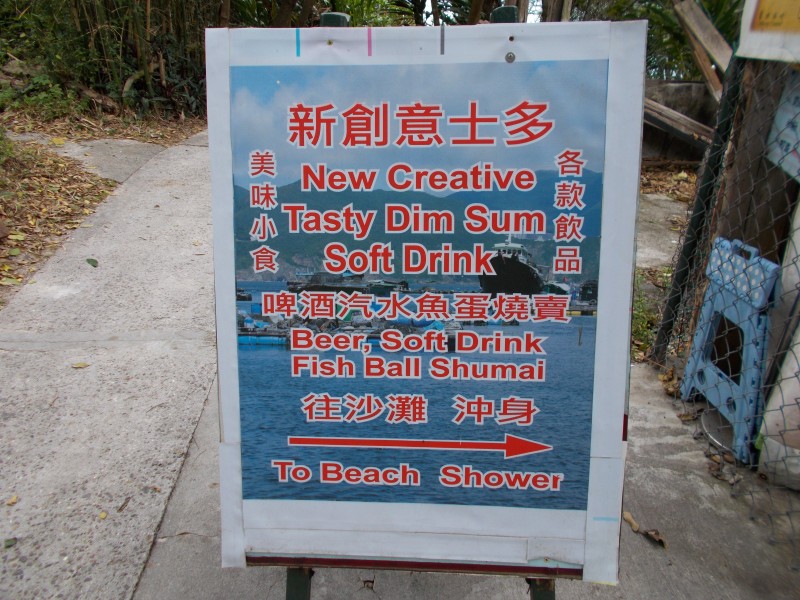 新創意士多
美味小食
New Creative
Tasty Dim Sum
Soft Drink
各款飲品
啤酒汽水魚蛋燒賣
Beer, Soft Drink
Fish Ball Shumai
往沙灘 沖身
To Beach Shower